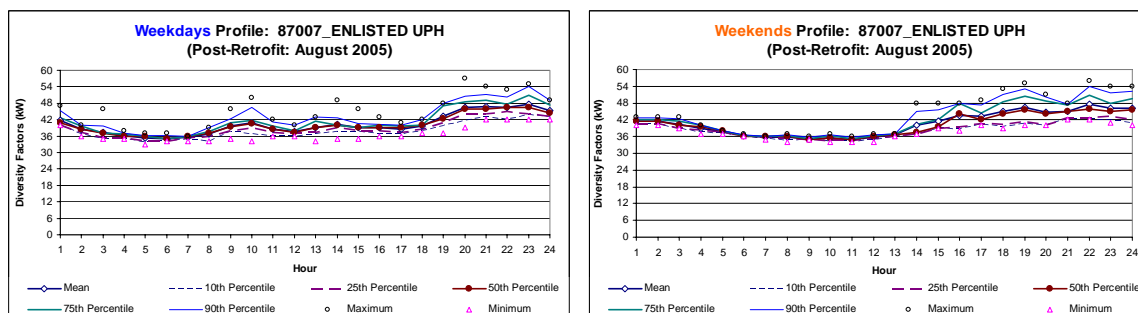 Weekdays Profile: 87007_ENLISTED UPH
(Post-Retrofit: August 2005)
Diversity Factors (kW)
60
54
48
42
36
30
24
18
12
6
0
1 2 3 4 5 6 7 8 9 10 11 12 13 14 15 16 17 18 19 20 21 22 23 24
Hour
Mean 10th Percentile 25th Percentile 50th Percentile
75th Percentile 90th Percentile Maximum Minimum
Weekends Profile: 87007_ENLISTED UPH
(Post-Retrofit: August 2005)
Diversity Factors (kW)
60
54
48
42
36
30
24
18
12
6
0
1 2 3 4 5 6 7 8 9 10 11 12 13 14 15 16 17 18 19 20 21 22 23 24
Hour
Mean 10th Percentile 25th Percentile 50th Percentile
75th Percentile 90th Percentile Maximum Minimum